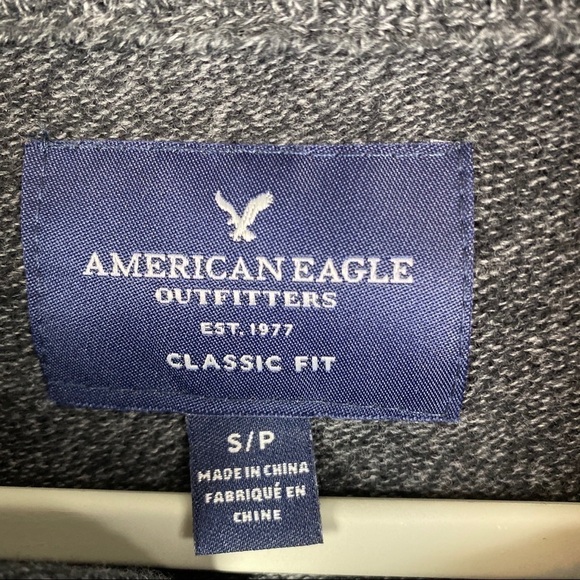 AMERICAN EAGLE
OUTFITTERS
EST. 1977
CLASSIC FIT
S/P
MADE IN CHINA
FABRIQUÉ EN
CHINE